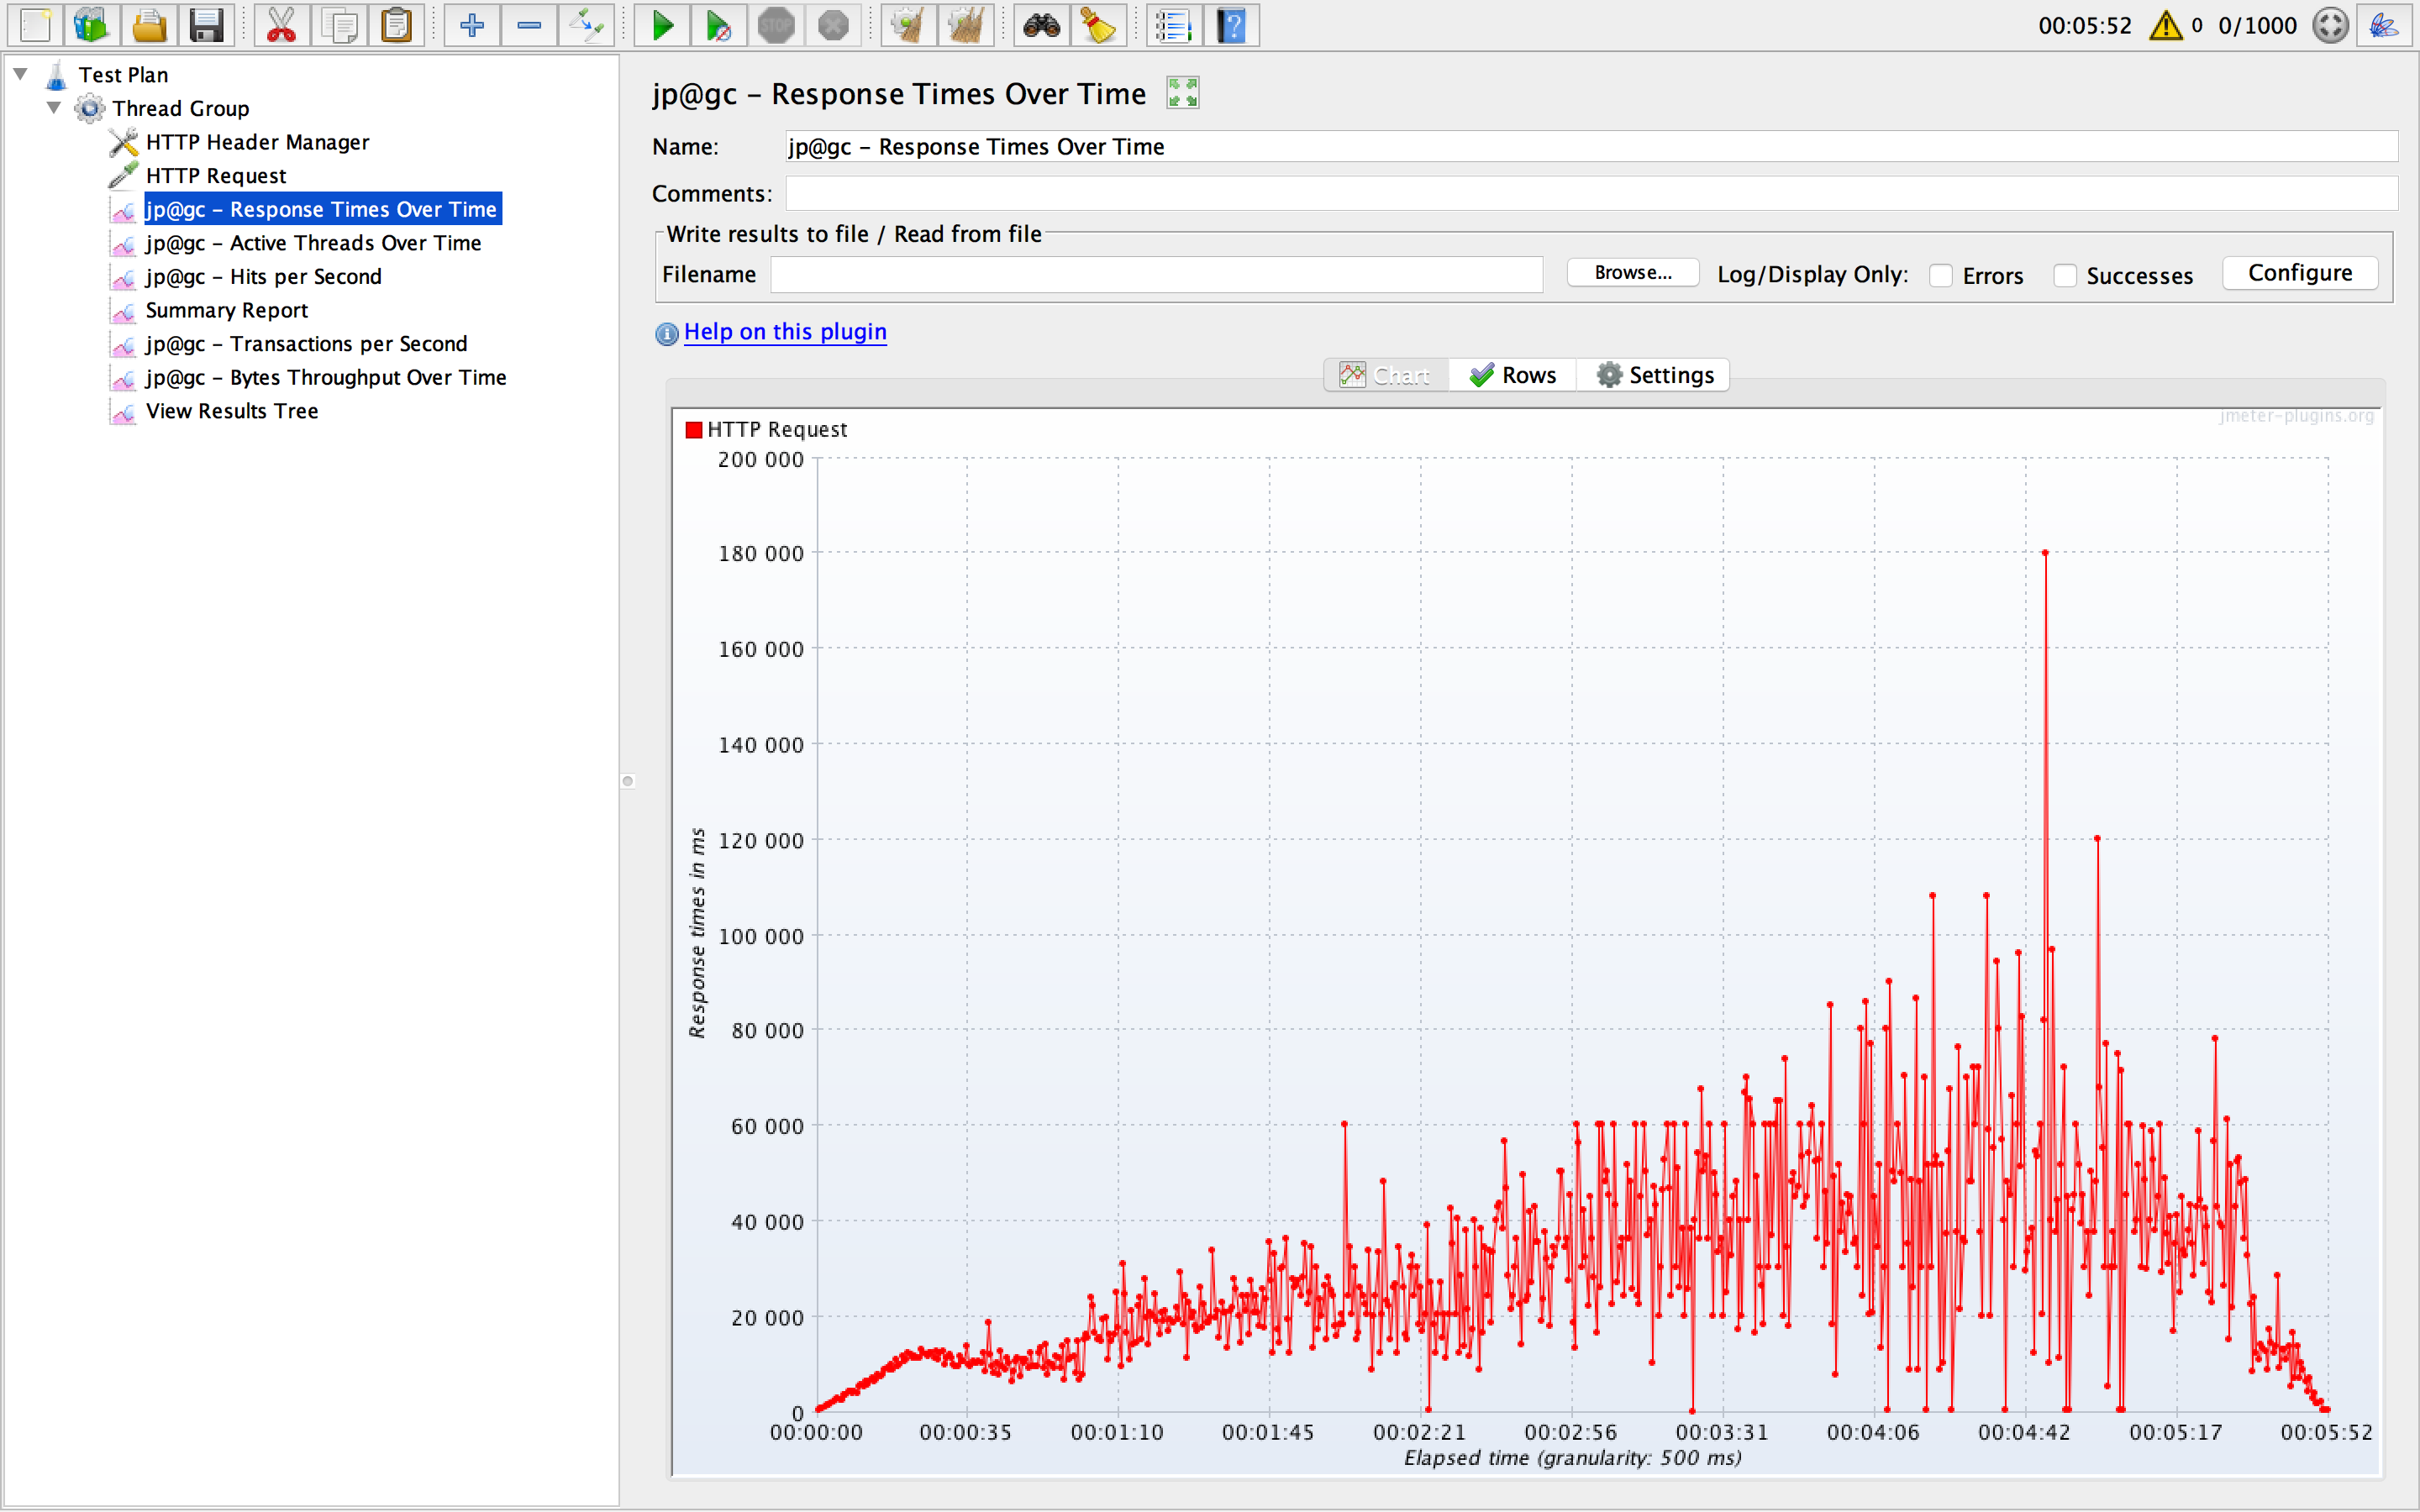 STOP
00:05:52
0
0/1000
Test Plan
Thread Group
HTTP Header Manager
HTTP Request
jp@gc - Response Times Over Time
jp@gc - Active Threads Over Time
jp@gc - Hits per Second
Summary Report
jp@gc - Transactions per Second
jp@gc - Bytes Throughput Over Time
View Results Tree
jp@gc - Response Times Over Time
Name: jp@gc - Response Times Over Time
Comments:
Write results to file / Read from file
Filename Browse... Log/Display Only: Errors Successes Configure
Help on this plugin
Chart Rows Settings
jmeter-plugins.org
HTTP Request
200 000
180 000
160 000
140 000
120 000
100 000
80 000
60 000
40 000
20 000
0
Response times in ms
00:00:00 00:00:35 00:01:10 00:01:45 00:02:21 00:02:56 00:03:31 00:04:06 00:04:42 00:05:17 00:05:52
Elapsed time (granularity: 500 ms)